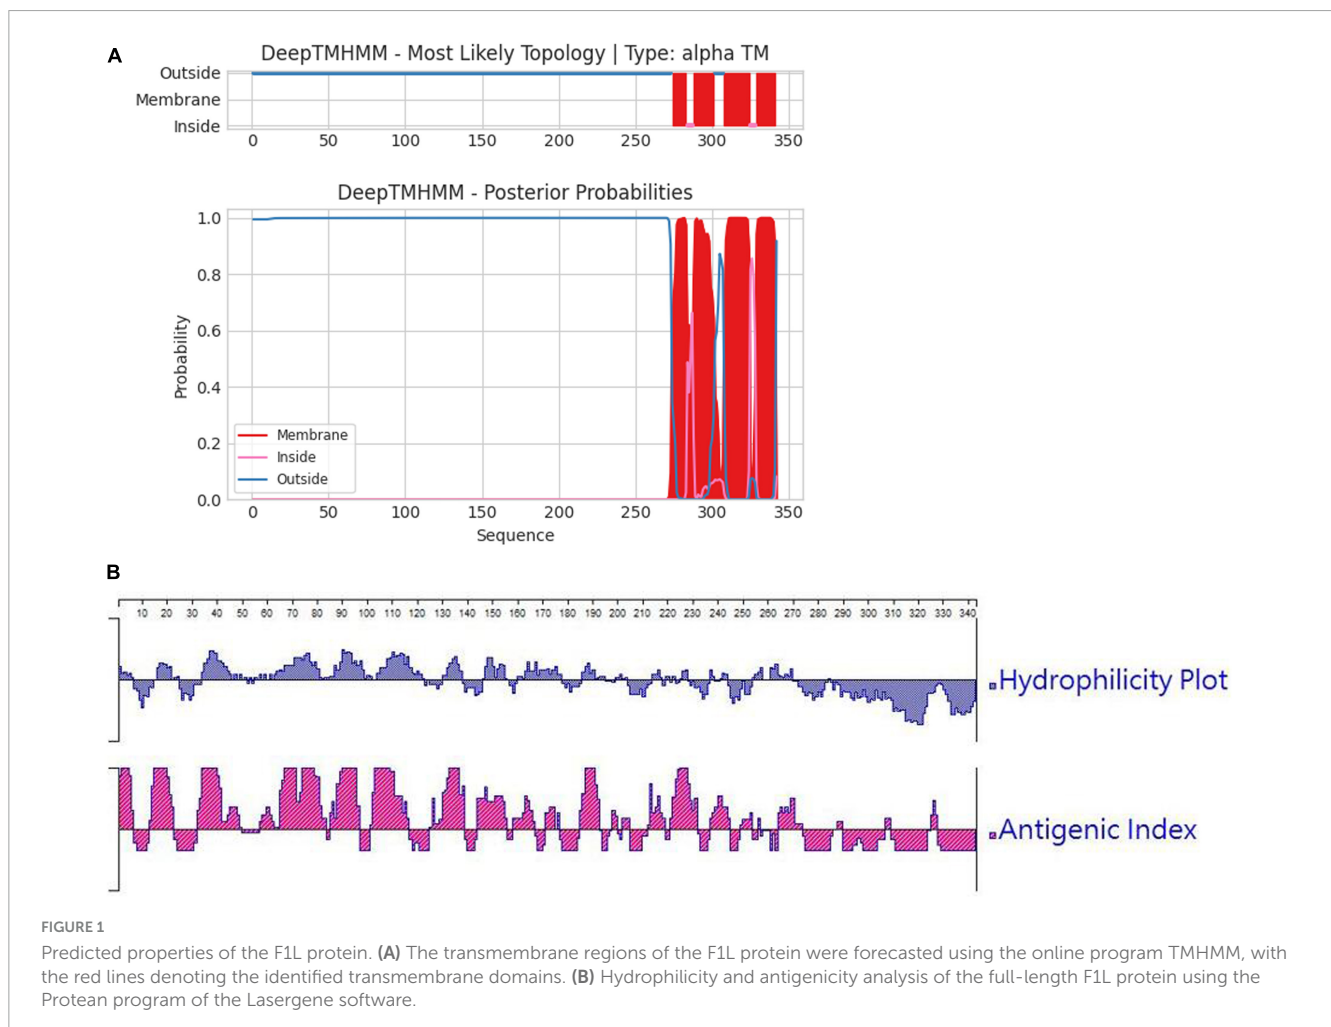 A
DeepTMHMM - Most Likely Topology | Type: alpha TM
Outside
Membrane
Inside
0 50 100 150 200 250 300 350
DeepTMHMM - Posterior Probabilities
1.0
0.8
0.6
0.4
0.2
0.0
Probability
Membrane
Inside
Outside
0 50 100 150 200 250 300 350
Sequence
B
10 20 30 40 50 60 70 80 90 100 110 120 130 140 150 160 170 180 190 200 210 220 230 240 250 260 270 280 290 300 310 320 330 340
Hydrophilicity Plot
Antigenic Index
FIGURE 1
Predicted properties of the F1L protein. (A) The transmembrane regions of the F1L protein were forecasted using the online program TMHMM, with
the red lines denoting the identified transmembrane domains. (B) Hydrophilicity and antigenicity analysis of the full-length F1L protein using the
Protean program of the Lasergene software.